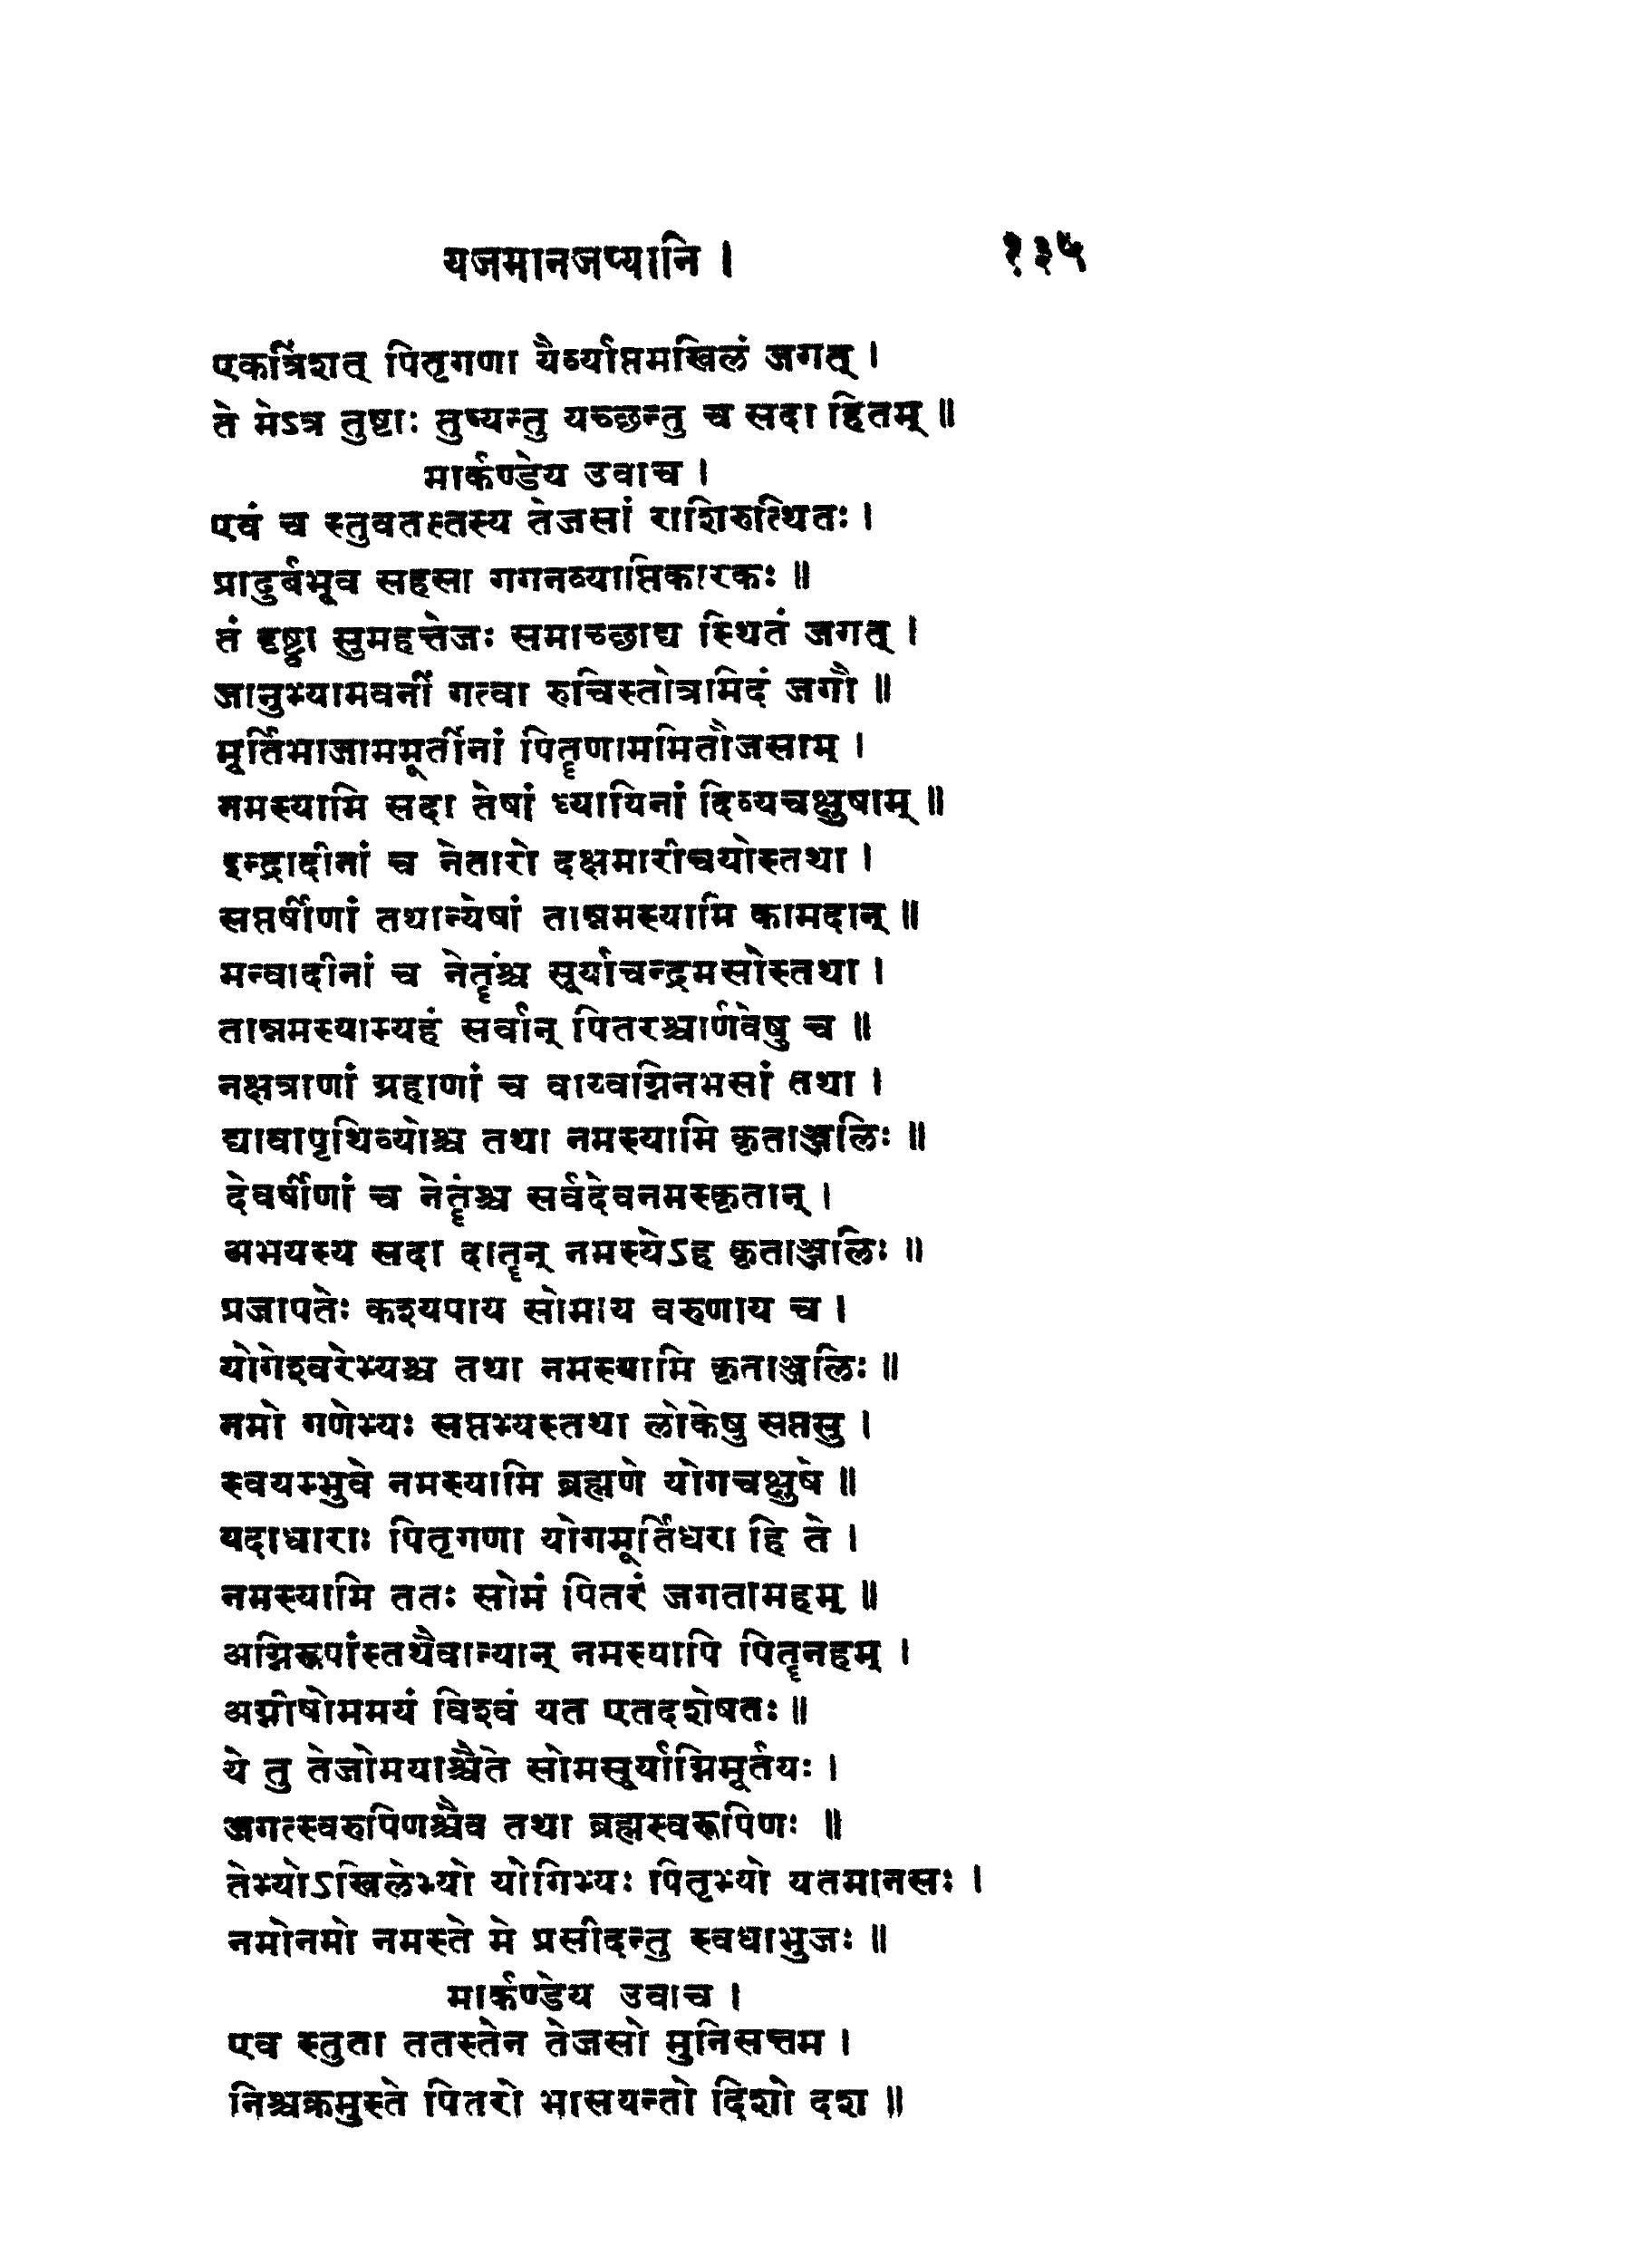 यजमानजप्यानि । १३५
एकत्रिंशत् पितृगणा यैर्व्याप्तमखिलं जगत् ।
ते मेऽत्र तुष्टाः तुष्यन्तु यच्छन्तु च सदा हितम् ॥
मार्कण्डेय उवाच ।
एवं च स्तुवतस्तस्य तेजसां राशिरुत्थितः ।
प्रादुर्बभूव सहसा गगनव्याप्तिकारकः ॥
तं दृष्ट्वा सुमहत्तेजः समाच्छाद्य स्थितं जगत् ।
जानुभ्यामवनीं गत्वा रुचिस्तोत्रमिदं जगौ ॥
मूर्तिभाजाममूर्तीनां पितॄणाममितौजसाम् ।
नमस्यामि सदा तेषां ध्यायिनां दिव्यचक्षुषाम् ॥
इन्द्रादीनां च नेतारो दक्षमारीचयोस्तथा ।
सप्तर्षीणां तथान्येषां तान्नमस्यामि कामदान् ॥
मन्वादीनां च नेतॄंश्च सूर्याचन्द्रमसोस्तथा ।
तान्नमस्याम्यहं सर्वान् पितरश्चार्णवेषु च ॥
नक्षत्राणां ग्रहाणां च वाय्वग्निनभसां तथा ।
द्यावापृथिव्योश्च तथा नमस्यामि कृताञ्जलिः ॥
देवर्षीणां च नेतॄंश्च सर्वदेवनमस्कृतान् ।
अभयस्य सदा दातॄन् नमस्येऽह कृताञ्जलिः ॥
प्रजापतेः कश्यपाय सोमाय वरुणाय च ।
योगेश्वरेभ्यश्च तथा नमस्यामि कृताञ्जलिः ॥
नमो गणेभ्यः सप्तभ्यस्तथा लोकेषु सप्तसु ।
स्वयम्भुवे नमस्यामि ब्रह्मणे योगचक्षुषे ॥
यदाधाराः पितृगणा योगमूर्तिधरा हि ते ।
नमस्यामि ततः सोमं पितरं जगतामहम् ॥
अग्निरूपांस्तथैवान्यान् नमस्यापि पितॄनहम् ।
अग्नीषोममयं विश्वं यत एतदशेषतः ॥
ये तु तेजोमयाश्चैते सोमसूर्याग्निमूर्तयः ।
जगत्स्वरुपिणश्चैव तथा ब्रह्मस्वरूपिणः ॥
तेभ्योऽखिलेभ्यो योगिभ्यः पितृभ्यो यतमानसः ।
नमोनमो नमस्ते मे प्रसीदन्तु स्वधाभुजः ॥
मार्कण्डेय उवाच ।
एव स्तुता ततस्तेन तेजसो मुनिसत्तम ।
निश्चक्रमुस्ते पितरो भासयन्तो दिशो दश ॥